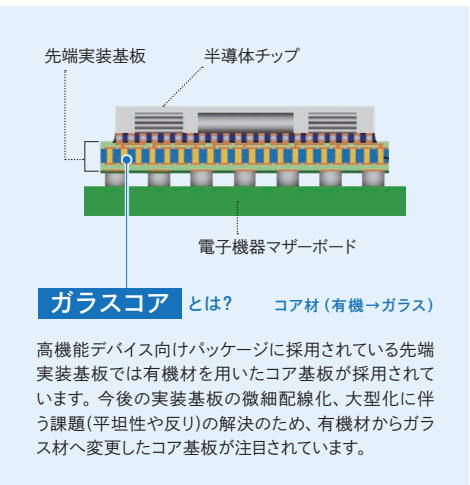 先端実装基板
半導体チップ
電子機器マザーボード
ガラスコア とは? コア材(有機→ガラス)
高機能デバイス向けパッケージに採用されている先端
実装基板では有機材を用いたコア基板が採用されて
います。今後の実装基板の微細配線化、大型化に伴
う課題(平坦性や反り)の解決のため、有機材からガラ
ス材へ変更したコア基板が注目されています。